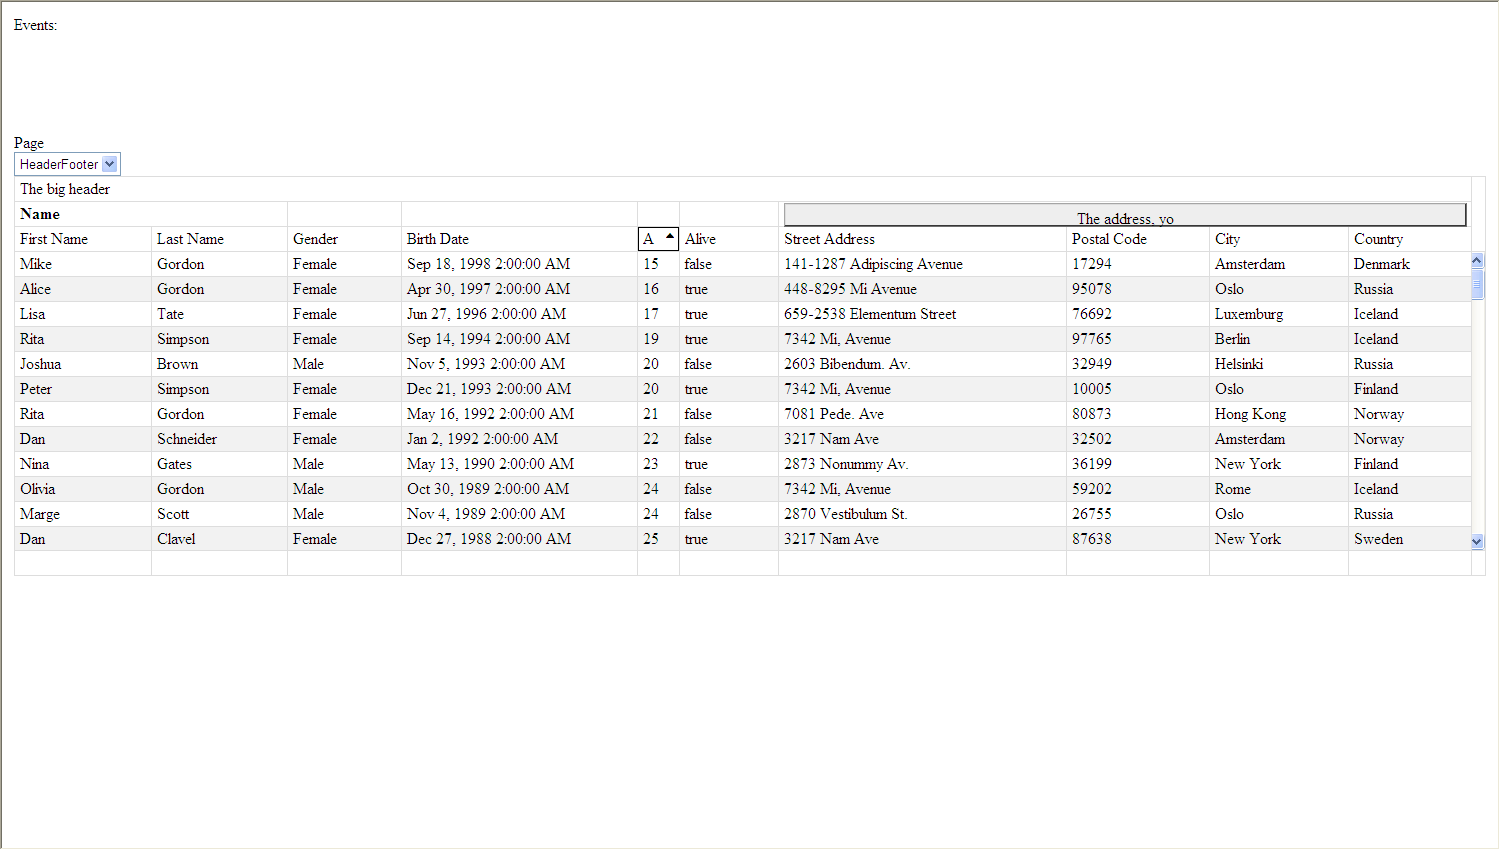 Events:
Page
HeaderFooter
The big header
Name The address, yo
First Name Last Name Gender Birth Date A Alive Street Address Postal Code City Country
Mike Gordon Female Sep 18, 1998 2:00:00 AM 15 false 141-1287 Adipiscing Avenue 17294 Amsterdam Denmark
Alice Gordon Female Apr 30, 1997 2:00:00 AM 16 true 448-8295 Mi Avenue 95078 Oslo Russia
Lisa Tate Female Jun 27, 1996 2:00:00 AM 17 true 659-2538 Elementum Street 76692 Luxemburg Iceland
Rita Simpson Female Sep 14, 1994 2:00:00 AM 19 true 7342 Mi, Avenue 97765 Berlin Iceland
Joshua Brown Male Nov 5, 1993 2:00:00 AM 20 false 2603 Bibendum. Av. 32949 Helsinki Russia
Peter Simpson Female Dec 21, 1993 2:00:00 AM 20 true 7342 Mi, Avenue 10005 Oslo Finland
Rita Gordon Female May 16, 1992 2:00:00 AM 21 false 7081 Pede. Ave 80873 Hong Kong Norway
Dan Schneider Female Jan 2, 1992 2:00:00 AM 22 false 3217 Nam Ave 32502 Amsterdam Norway
Nina Gates Male May 13, 1990 2:00:00 AM 23 true 2873 Nonummy Av. 36199 New York Finland
Olivia Gordon Male Oct 30, 1989 2:00:00 AM 24 false 7342 Mi, Avenue 59202 Rome Iceland
Marge Scott Male Nov 4, 1989 2:00:00 AM 24 false 2870 Vestibulum St. 26755 Oslo Russia
Dan Clavel Female Dec 27, 1988 2:00:00 AM 25 true 3217 Nam Ave 87638 New York Sweden